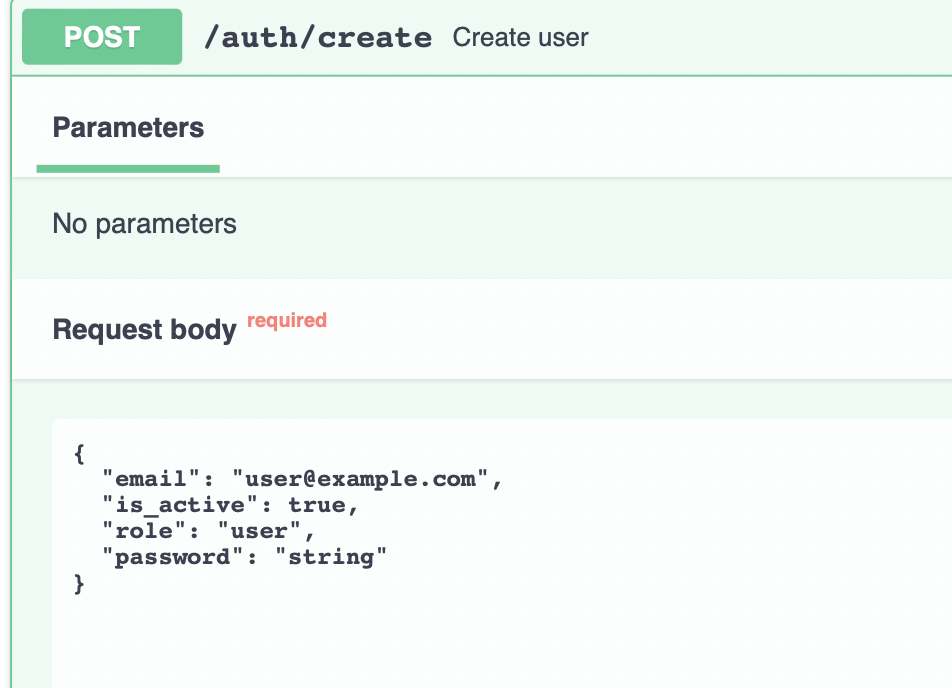 POST /auth/create Create user
Parameters
No parameters
Request body required
{
  "email": "user@example.com",
  "is_active": true,
  "role": "user",
  "password": "string"
}